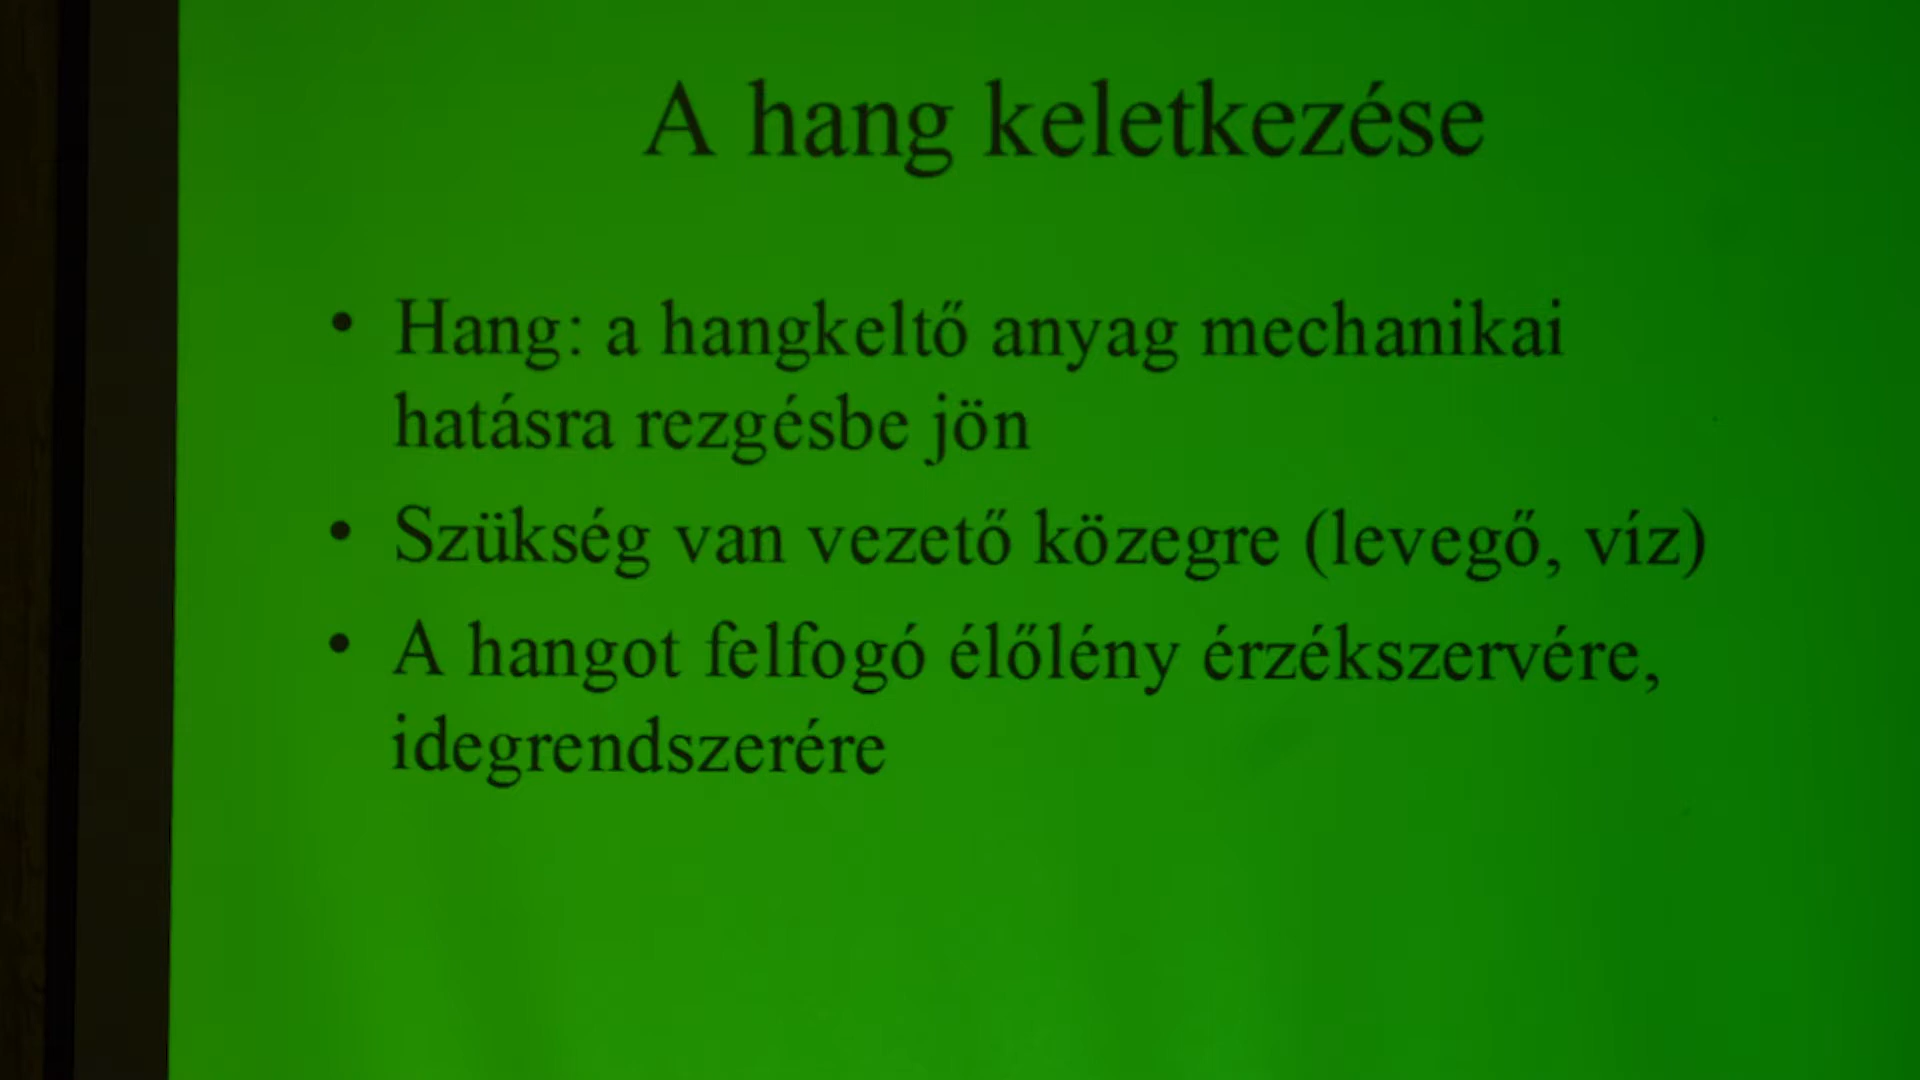 A hang keletkezése
• Hang: a hangkeltő anyag mechanikai
hatásra rezgésbe jön
• Szükség van vezető közegre (levegő, víz)
• A hangot felfogó élőlény érzékszervére,
idegrendszerére